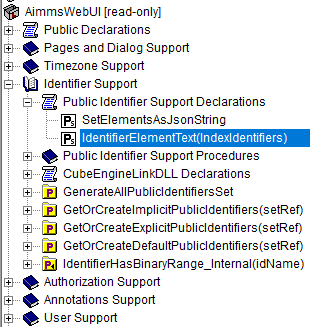 AimmsWebUI [read-only]
Public Declarations
Pages and Dialog Support
Timezone Support
Identifier Support
Public Identifier Support Declarations
Ps SetElementsAsJsonString
Ps IdentifierElementText(IndexIdentifiers)
Public Identifier Support Procedures
CubeEngineLinkDLL Declarations
P GenerateAllPublicIdentifiersSet
P GetOrCreateImplicitPublicIdentifiers(setRef)
P GetOrCreateExplicitPublicIdentifiers(setRef)
P GetOrCreateDefaultPublicIdentifiers(setRef)
P IdentifierHasBinaryRange_Internal(idName)
Authorization Support
Annotations Support
User Support